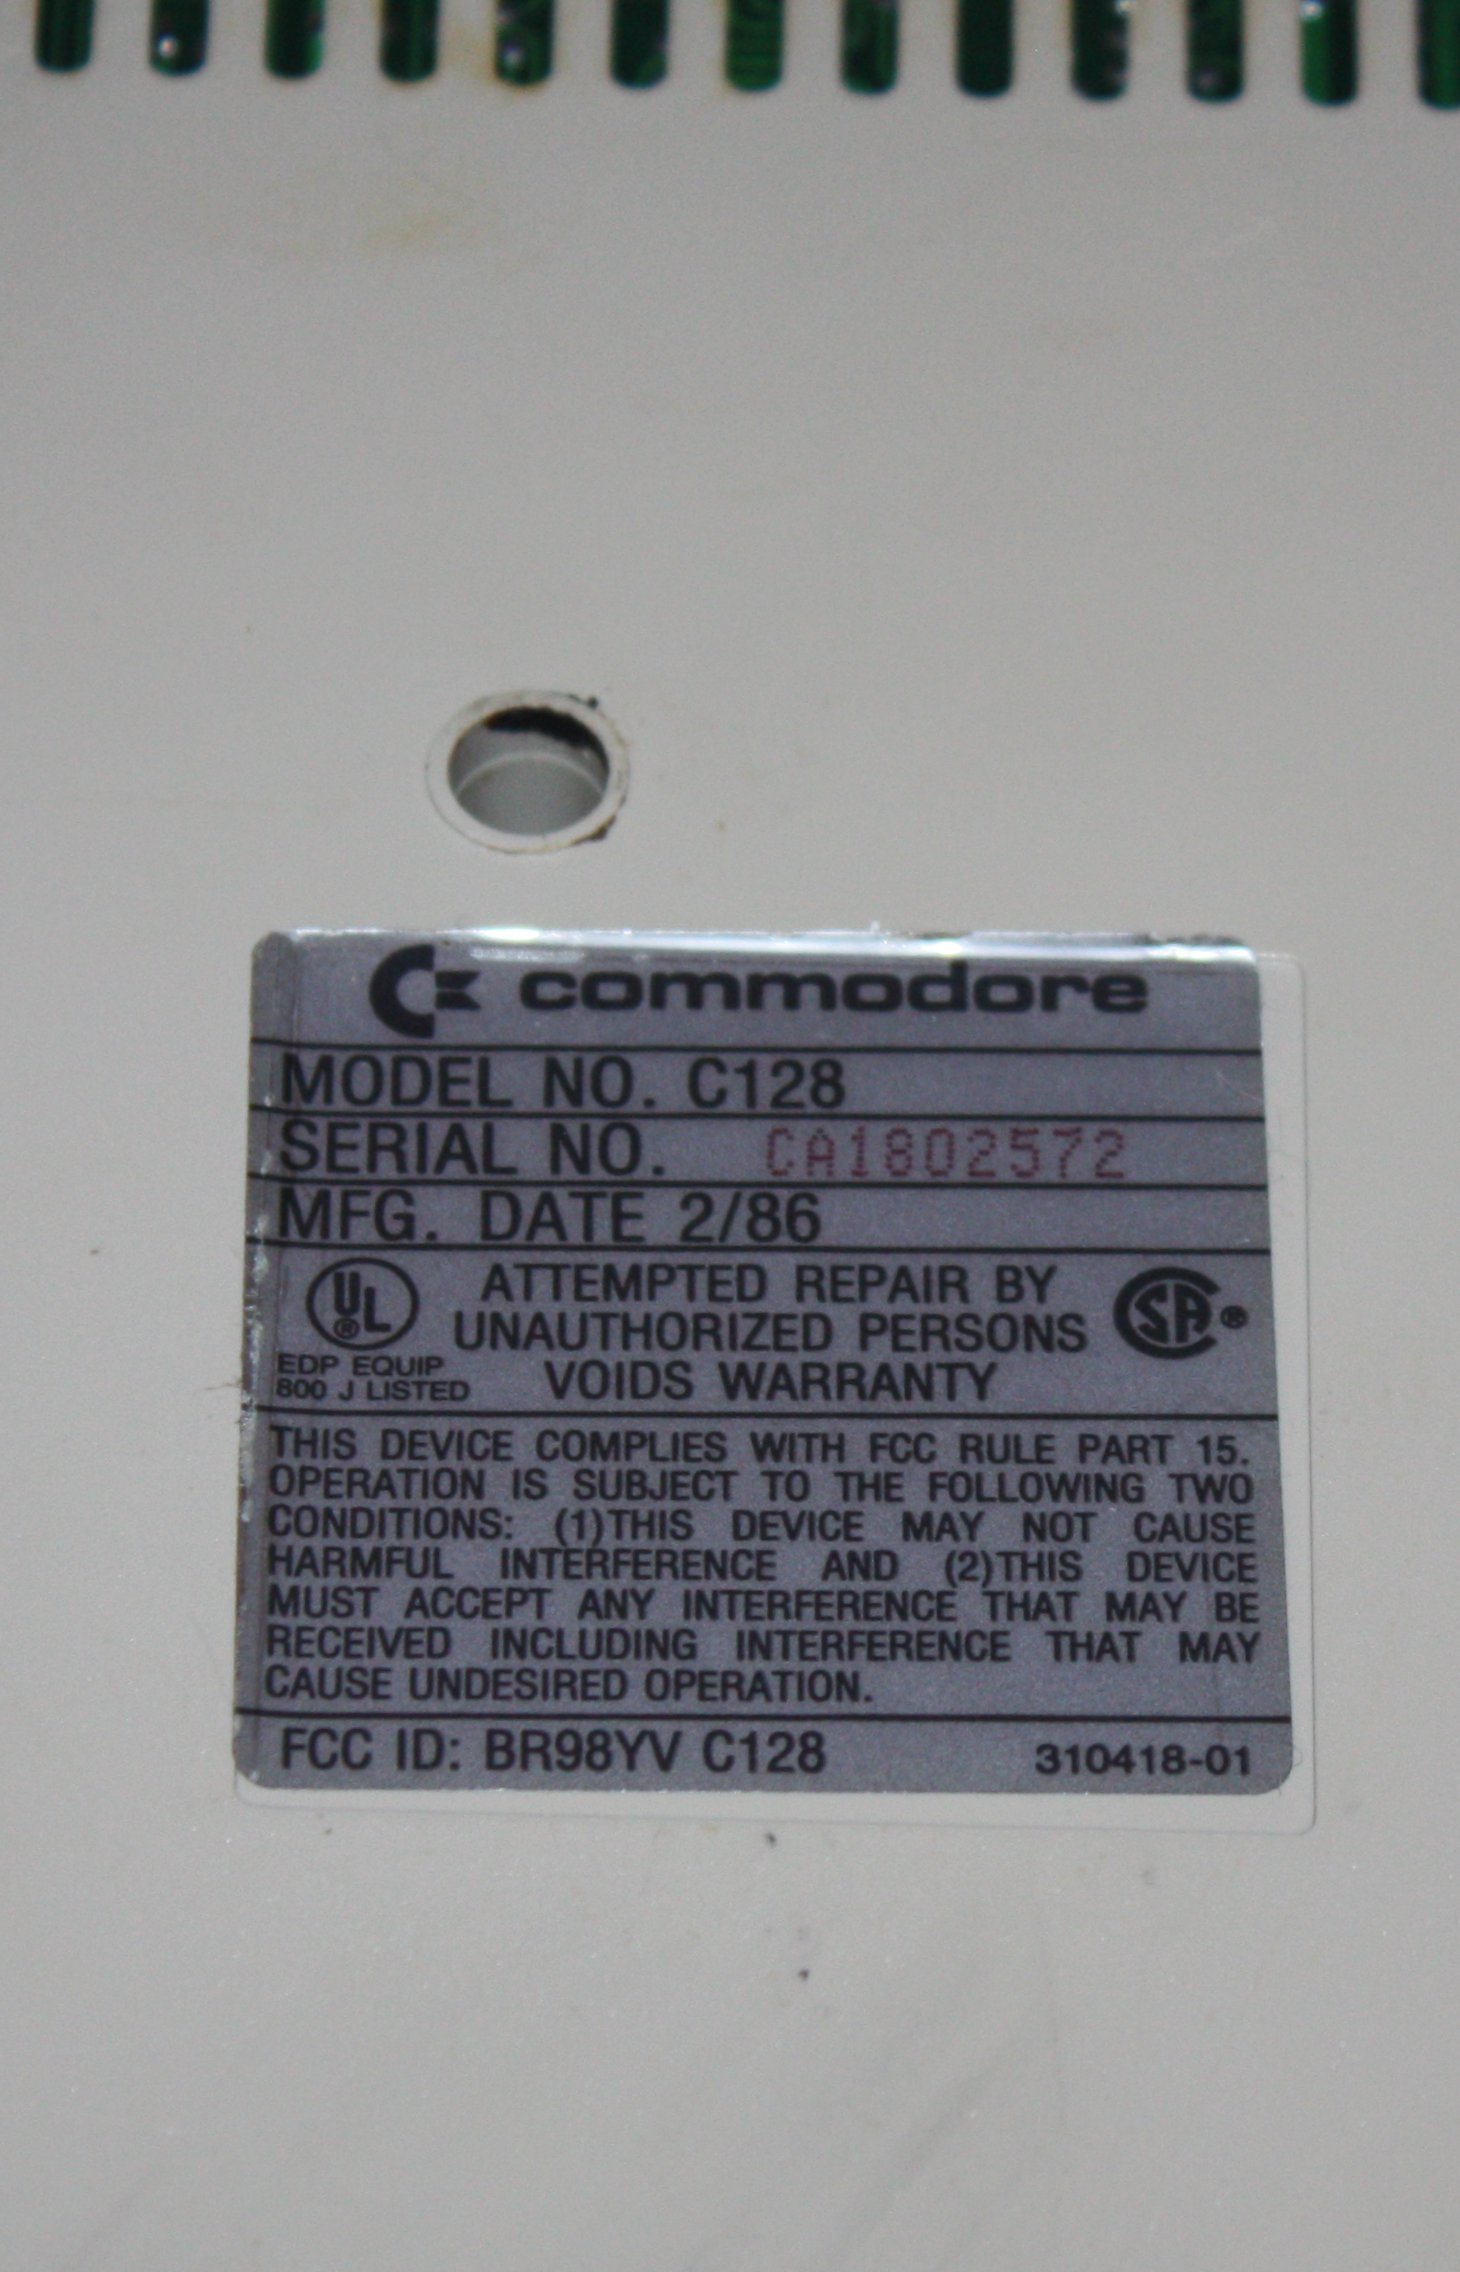 commodore
MODEL NO. C128
SERIAL NO. CA1802572
MFG. DATE 2/86
UL
®
EDP EQUIP
800 J LISTED
ATTEMPTED REPAIR BY
UNAUTHORIZED PERSONS
VOIDS WARRANTY
SA®
THIS DEVICE COMPLIES WITH FCC RULE PART 15.
OPERATION IS SUBJECT TO THE FOLLOWING TWO
CONDITIONS: (1)THIS DEVICE MAY NOT CAUSE
HARMFUL INTERFERENCE AND (2)THIS DEVICE
MUST ACCEPT ANY INTERFERENCE THAT MAY BE
RECEIVED INCLUDING INTERFERENCE THAT MAY
CAUSE UNDESIRED OPERATION.
FCC ID: BR98YV C128 310418-01